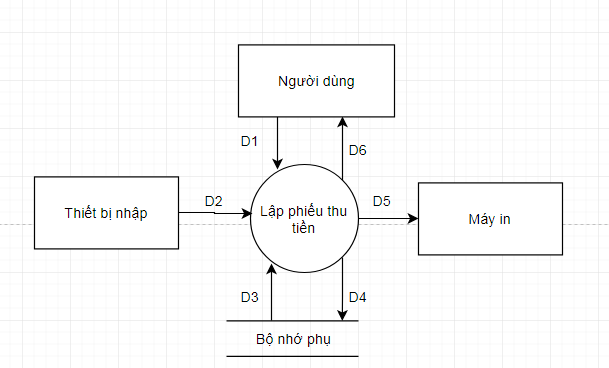 Người dùng
D1
D6
Thiết bị nhập
D2
Lập phiếu thu
tiền
D5
Máy in
D3
D4
Bộ nhớ phụ